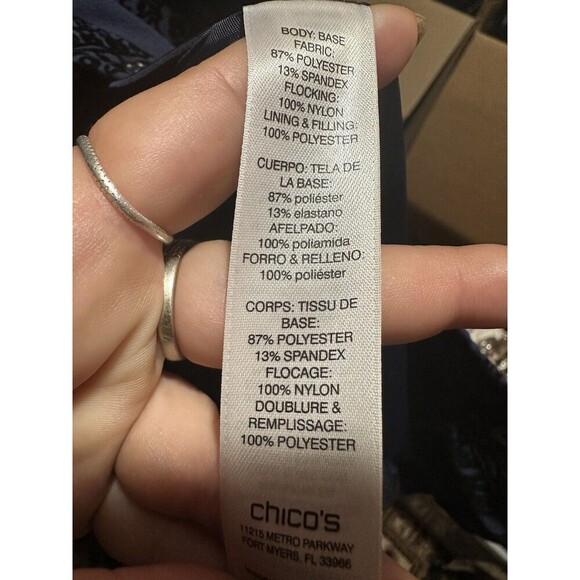 BODY: BASE
FABRIC:
87% POLYESTER
13% SPANDEX
FLOCKING:
100% NYLON
LINING & FILLING:
100% POLYESTER
CUERPO: TELA DE
LA BASE:
87% poliéster
13% elastano
AFELPADO:
100% poliamida
FORRO & RELLENO:
100% poliéster
CORPS: TISSU DE
BASE:
87% POLYESTER
13% SPANDEX
FLOCAGE:
100% NYLON
DOUBLURE &
REMPLISSAGE:
100% POLYESTER
chico's
11215 METRO PARKWAY
FORT MYERS, FL 33966